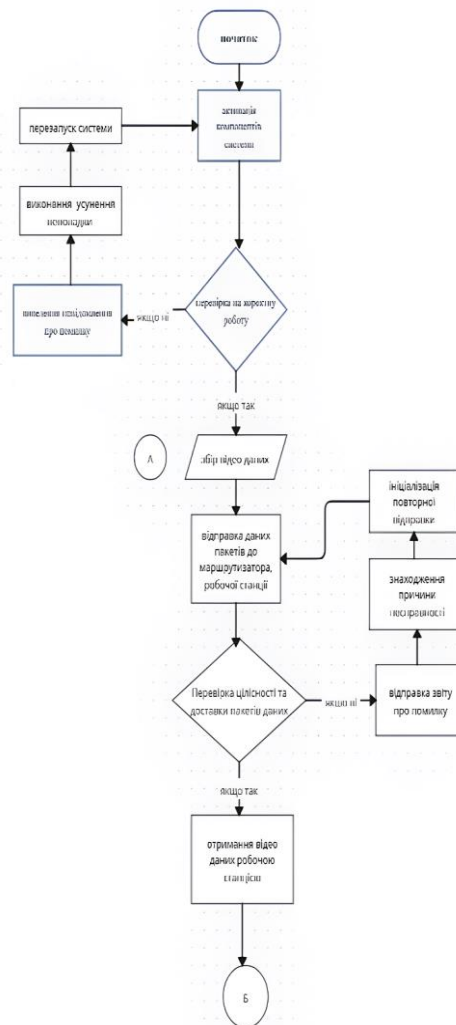 початок
активація
компонентів
системи
перезапуск системи
виконання усунення
неполадки
виведення повідомлення
про помилку
якщо ні
перевірка на коректну
роботу
якщо так
А
збір відео даних
відправка даних
пакетів до
маршрутизатора,
робочої станції
ініціалізація
повторної
відправки
знаходження
причини
несправності
Перевірка цілісності та
доставки пакетів даних
якщо ні
відправка звіту
про помилку
якщо так
отримання відео
даних робочою
станцією
Б